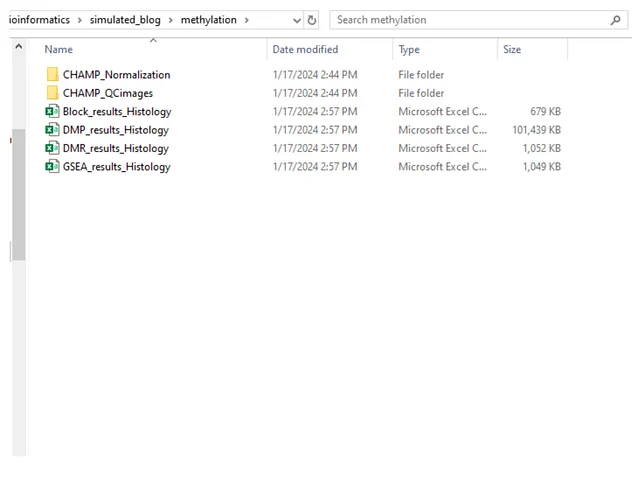 ioinformatics > simulated_blog > methylation > Search methylation
Name Date modified Type Size
CHAMP_Normalization 1/17/2024 2:44 PM File folder
CHAMP_QCimages 1/17/2024 2:44 PM File folder
Block_results_Histology 1/17/2024 2:57 PM Microsoft Excel C... 679 KB
DMP_results_Histology 1/17/2024 2:57 PM Microsoft Excel C... 101,439 KB
DMR_results_Histology 1/17/2024 2:57 PM Microsoft Excel C... 1,052 KB
GSEA_results_Histology 1/17/2024 2:57 PM Microsoft Excel C... 1,049 KB